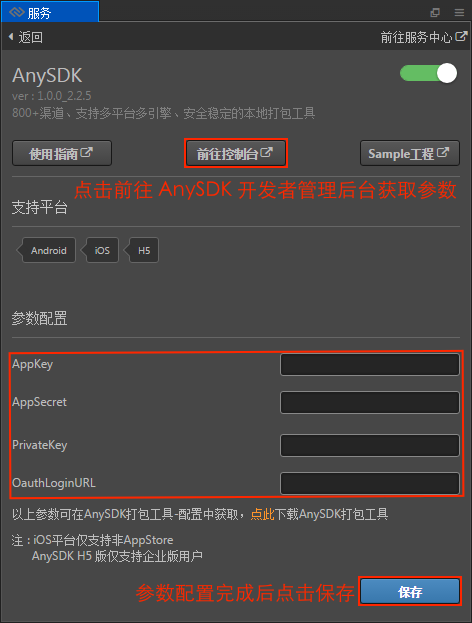 服务
返回
前往服务中心
AnySDK
ver : 1.0.0_2.2.5
800+渠道、支持多平台多引擎、安全稳定的本地打包工具
使用指南
前往控制台
Sample工程
点击前往 AnySDK 开发者管理后台获取参数
支持平台
Android
iOS
H5
参数配置
AppKey
AppSecret
PrivateKey
OauthLoginURL
以上参数可在AnySDK打包工具-配置中获取，点此下载AnySDK打包工具
注：iOS平台仅支持非AppStore
AnySDK H5 版仅支持企业版用户
参数配置完成后点击保存
保存